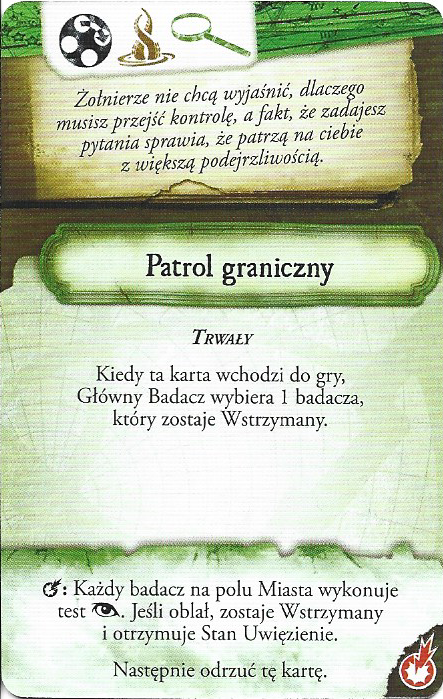 Żołnierze nie chcą wyjaśnić, dlaczego
musisz przejść kontrolę, a fakt, że zadajesz
pytania sprawia, że patrzą na ciebie
z większą podejrzliwością.
Patrol graniczny
Trwały
Kiedy ta karta wchodzi do gry,
Główny Badacz wybiera 1 badacza,
który zostaje Wstrzymany.
: Każdy badacz na polu Miasta wykonuje
test . Jeśli oblał, zostaje Wstrzymany
i otrzymuje Stan Uwięzienie.
Następnie odrzuć tę kartę.